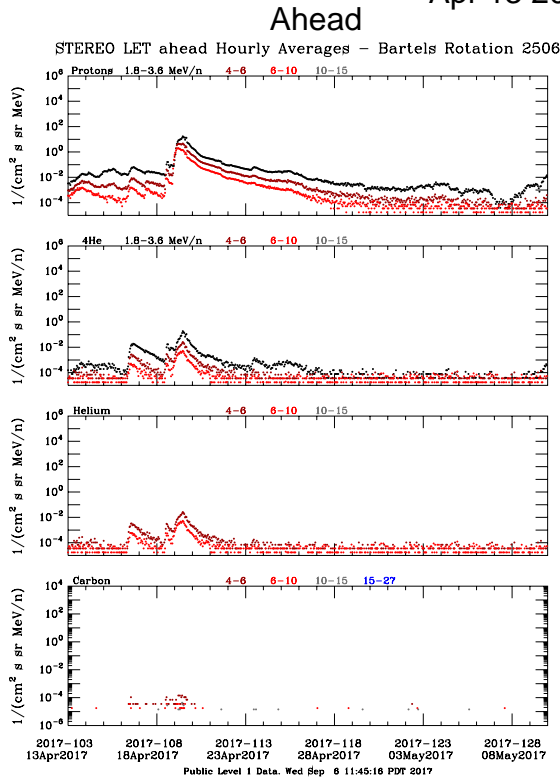 Apr 13 20
Ahead
STEREO LET ahead Hourly Averages – Bartels Rotation 2506
Protons 1.8–3.6 MeV/n 4–6 6–10 10–15
1/(cm² s sr MeV)
10⁶
10⁴
10²
10⁰
10⁻²
10⁻⁴
4He 1.8–3.6 MeV/n 4–6 6–10 10–15
1/(cm² s sr MeV/n)
10⁶
10⁴
10²
10⁰
10⁻²
10⁻⁴
Helium 4–6 6–10 10–15
1/(cm² s sr MeV/n)
10⁶
10⁴
10²
10⁰
10⁻²
10⁻⁴
Carbon 4–6 6–10 10–15 15–27
1/(cm² s sr MeV/n)
10⁴
10²
10⁰
10⁻²
10⁻⁴
10⁻⁶
2017–103 2017–108 2017–113 2017–118 2017–123 2017–128
13Apr2017 18Apr2017 23Apr2017 28Apr2017 03May2017 08May2017
Public Level 1 Data. Wed Sep 6 11:45:16 PDT 2017